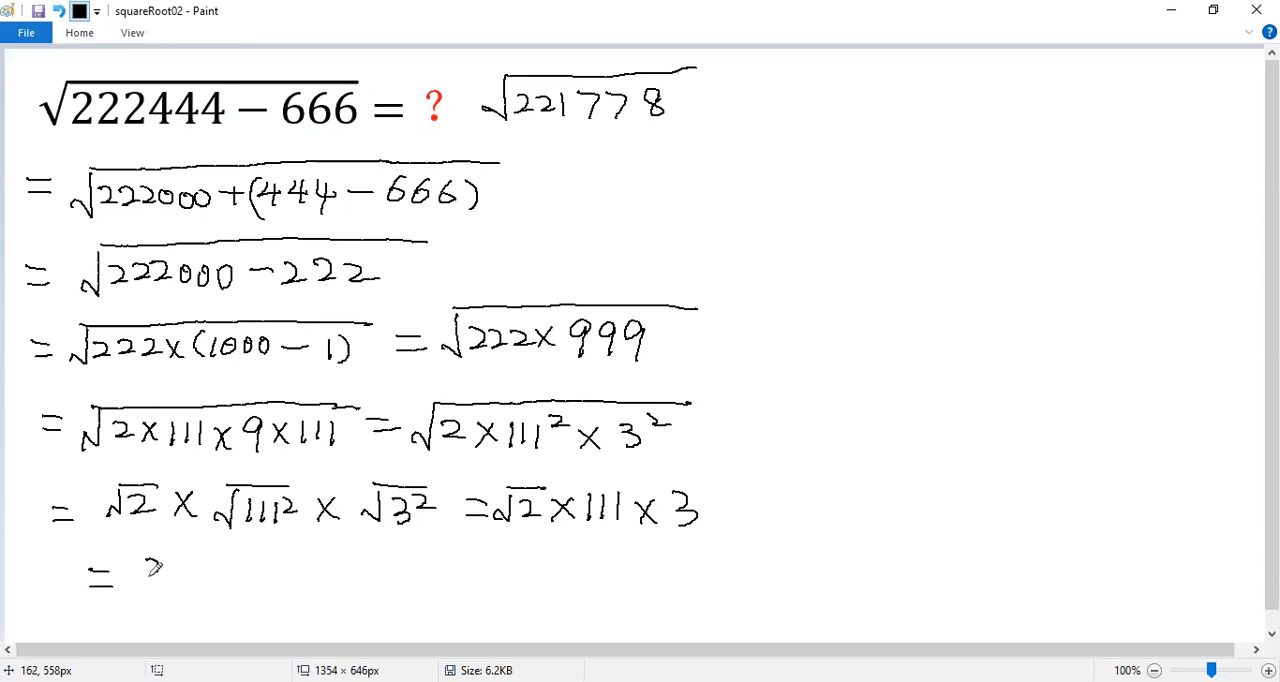 squareRoot02 - Paint
File Home View
√222444 − 666 = ? √221778
= √222000+(444−666)
= √222000−222
= √222×(1000−1) = √222×999
= √2×111×9×111 = √2×111²×3²
= √2 × √111² × √3² = √2×111×3
=
162, 558px 1354 × 646px Size: 6.2KB 100%